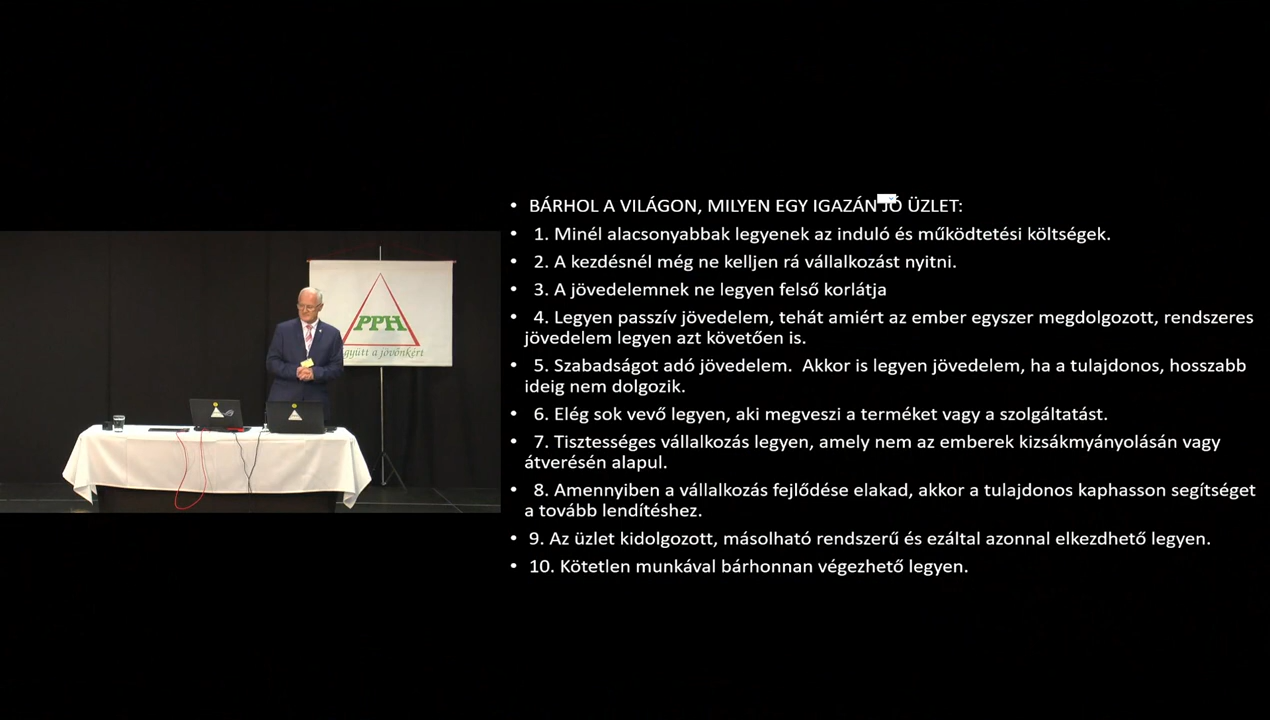 BÁRHOL A VILÁGON, MILYEN EGY IGAZÁN JÓ ÜZLET:
1. Minél alacsonyabbak legyenek az induló és működtetési költségek.
2. A kezdésnél még ne kelljen rá vállalkozást nyitni.
3. A jövedelemnek ne legyen felső korlátja
4. Legyen passzív jövedelem, tehát amiért az ember egyszer megdolgozott, rendszeres
jövedelem legyen azt követően is.
5. Szabadságot adó jövedelem. Akkor is legyen jövedelem, ha a tulajdonos, hosszabb
ideig nem dolgozik.
6. Elég sok vevő legyen, aki megveszi a terméket vagy a szolgáltatást.
7. Tisztességes vállalkozás legyen, amely nem az emberek kizsákmyányolásán vagy
átverésén alapul.
8. Amennyiben a vállalkozás fejlődése elakad, akkor a tulajdonos kaphasson segítséget
a tovább lendítéshez.
9. Az üzlet kidolgozott, másolható rendszerű és ezáltal azonnal elkezdhető legyen.
10. Kötetlen munkával bárhonnan végezhető legyen.
PPH
gyütt a jövőnkért